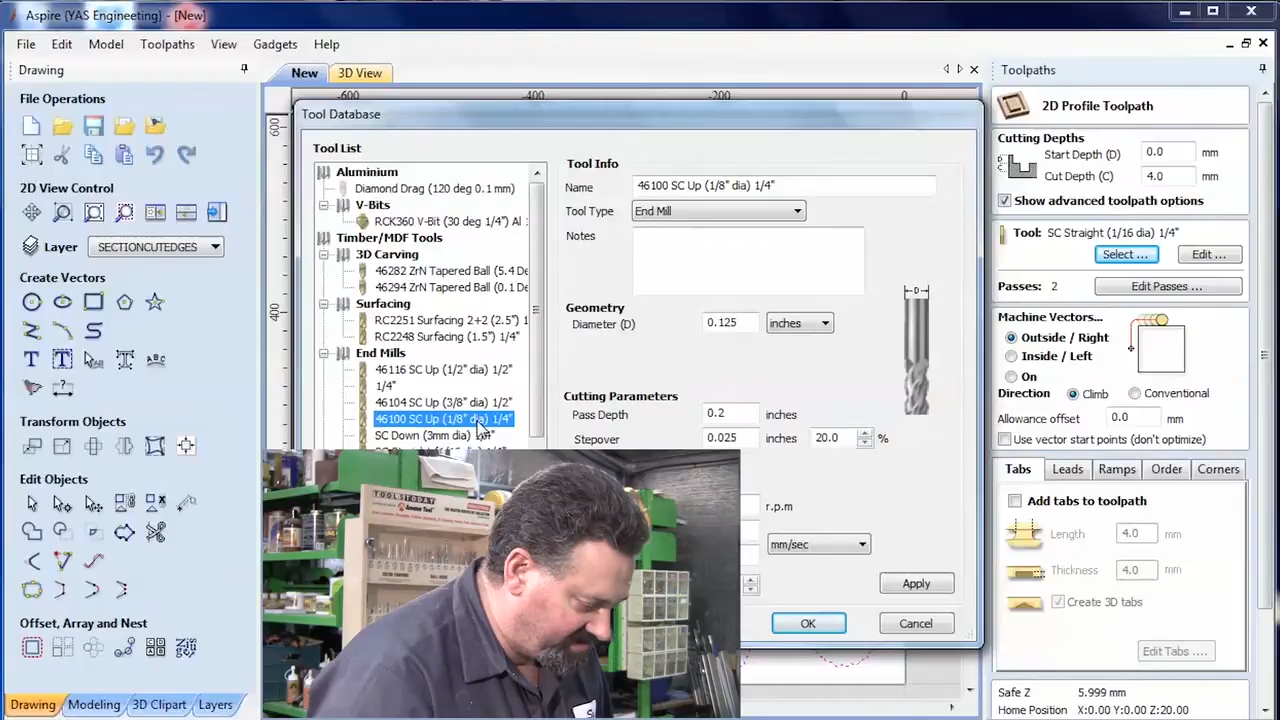 Aspire {YAS Engineering} - [New]
File Edit Model Toolpaths View Gadgets Help
Drawing
File Operations
2D View Control
Layer SECTIONCUTEDGES
Create Vectors
Transform Objects
Edit Objects
Offset, Array and Nest
Drawing Modeling 3D Clipart Layers
New 3D View
-600 -400 -200 0
600
400
Tool Database
Tool List
Aluminium
Diamond Drag (120 deg 0.1 mm)
V-Bits
RCK360 V-Bit (30 deg 1/4") Al
Timber/MDF Tools
3D Carving
46282 ZrN Tapered Ball (5.4 De
46294 ZrN Tapered Ball (0.1 De
Surfacing
RC2251 Surfacing 2+2 (2.5") 1
RC2248 Surfacing (1.5") 1/4"
End Mills
46116 SC Up (1/2" dia) 1/2"
1/4"
46104 SC Up (3/8" dia) 1/2"
46100 SC Up (1/8" dia) 1/4"
SC Down (3mm dia) 1/4"
Tool Info
Name 46100 SC Up (1/8" dia) 1/4"
Tool Type End Mill
Notes
Geometry
Diameter (D) 0.125 inches
D
Cutting Parameters
Pass Depth 0.2 inches
Stepover 0.025 inches 20.0 %
r.p.m
mm/sec
Apply
OK Cancel
TOOLSTODAY
Amana Tool
Toolpaths
2D Profile Toolpath
Cutting Depths
Start Depth (D) 0.0 mm
Cut Depth (C) 4.0 mm
Show advanced toolpath options
Tool: SC Straight (1/16 dia) 1/4"
Select ... Edit ...
Passes: 2 Edit Passes ...
Machine Vectors...
Outside / Right
Inside / Left
On
Direction Climb Conventional
Allowance offset 0.0 mm
Use vector start points (don't optimize)
Tabs Leads Ramps Order Corners
Add tabs to toolpath
Length 4.0 mm
Thickness 4.0 mm
Create 3D tabs
Edit Tabs ....
Safe Z 5.999 mm
Home Position X:0.00 Y:0.00 Z:20.00